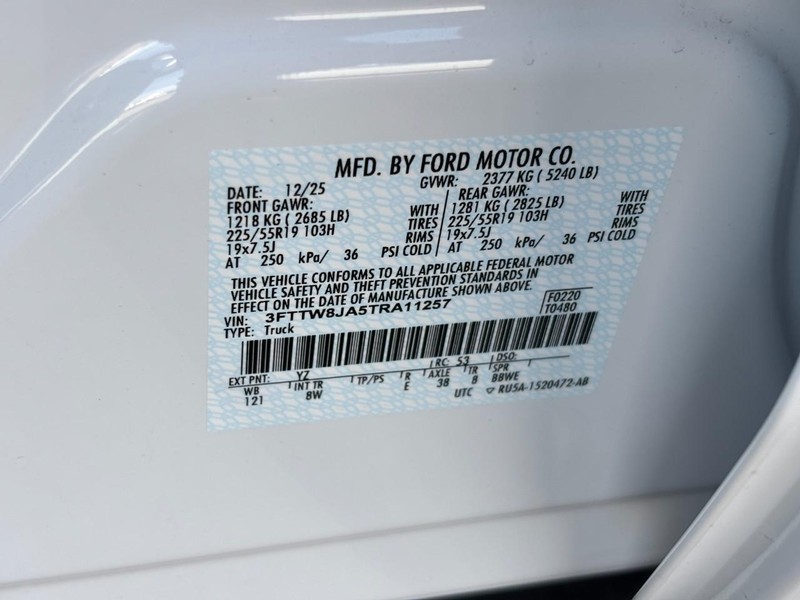 MFD. BY FORD MOTOR CO.
DATE: 12/25 GVWR: 2377 KG ( 5240 LB)
FRONT GAWR: REAR GAWR:
1218 KG ( 2685 LB) WITH 1281 KG ( 2825 LB) WITH
225/55R19 103H TIRES 225/55R19 103H TIRES
19x7.5J RIMS 19x7.5J RIMS
AT 250 kPa/ 36 PSI COLD AT 250 kPa/ 36 PSI COLD
THIS VEHICLE CONFORMS TO ALL APPLICABLE FEDERAL MOTOR
VEHICLE SAFETY AND THEFT PREVENTION STANDARDS IN
EFFECT ON THE DATE OF MANUFACTURE SHOWN ABOVE.
VIN: 3FTTW8JA5TRA11257 F0220
TYPE: Truck T0480
EXT PNT: YZ RC: 53 DSO:
WB INT TR TP/PS R AXLE TR SPR
121 8W E 38 8 BBWE
UTC RU5A-1520472-AB